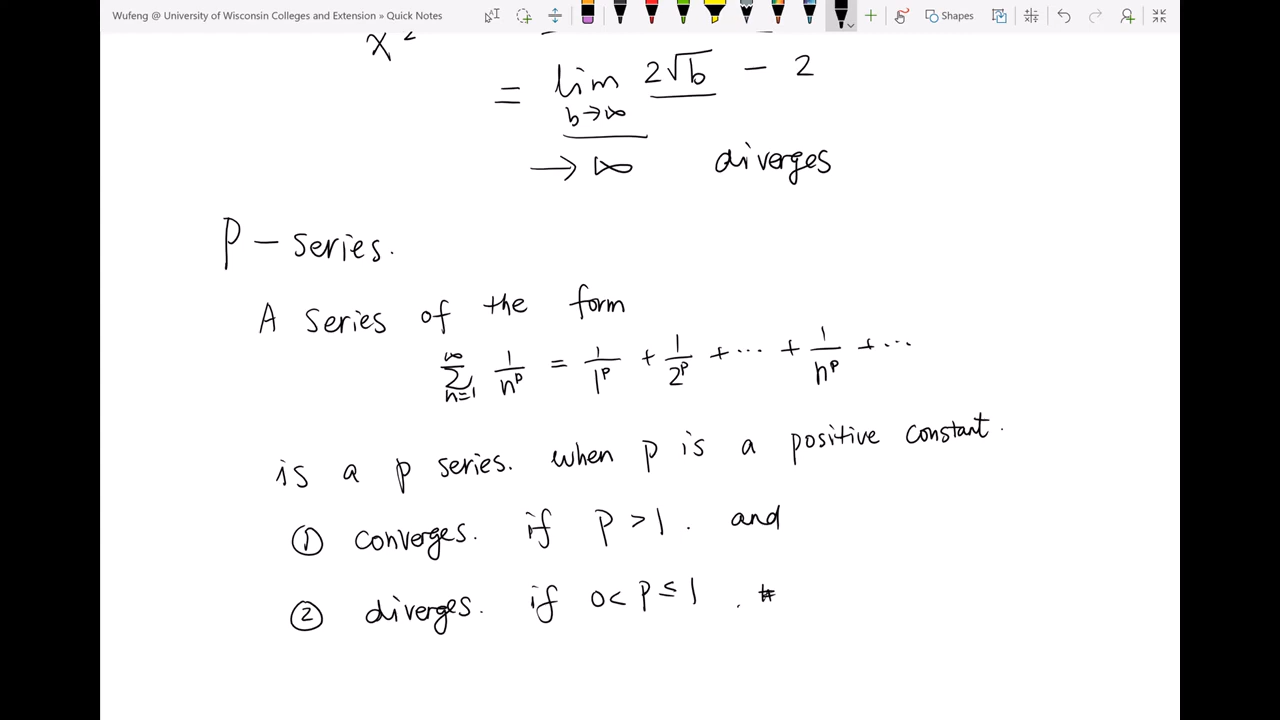 Wufeng @ University of Wisconsin Colleges and Extension » Quick Notes
Shapes
x²
= lim 2√b - 2
b→∞
→ ∞ diverges
P - series.
A series of the form
∞
∑ 1/n^p = 1/1^p + 1/2^p + ⋯ + 1/n^p + ⋯
n=1
is a p series. when p is a positive constant.
① converges. if p > 1. and
② diverges. if 0 < p ≤ 1 .